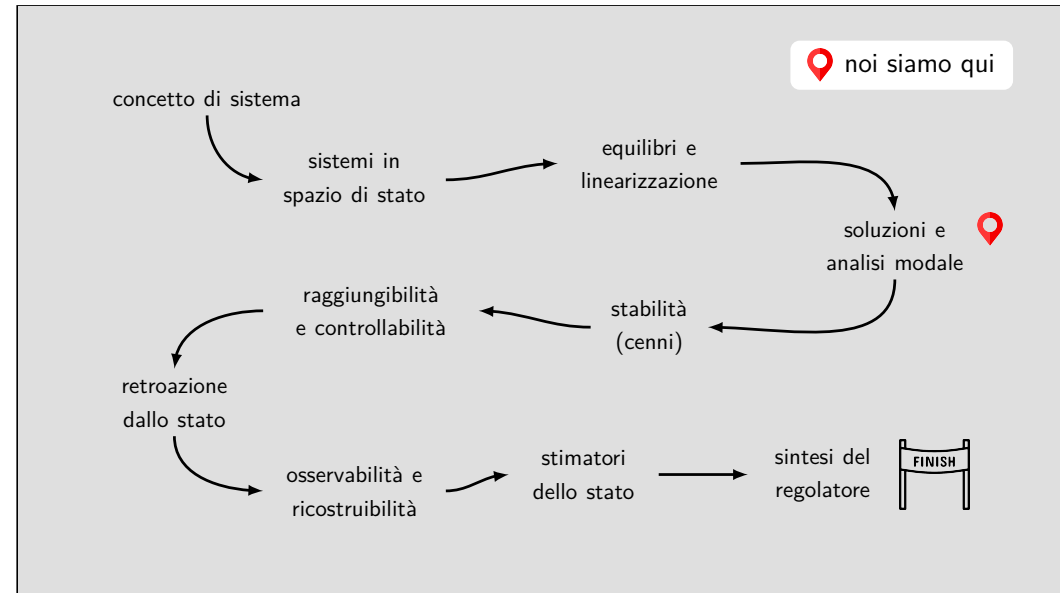 noi siamo qui
concetto di sistema
sistemi in
spazio di stato
equilibri e
linearizzazione
soluzioni e
analisi modale
stabilità
(cenni)
raggiungibilità
e controllabilità
retroazione
dallo stato
osservabilità e
ricostruibilità
stimatori
dello stato
sintesi del
regolatore
FINISH